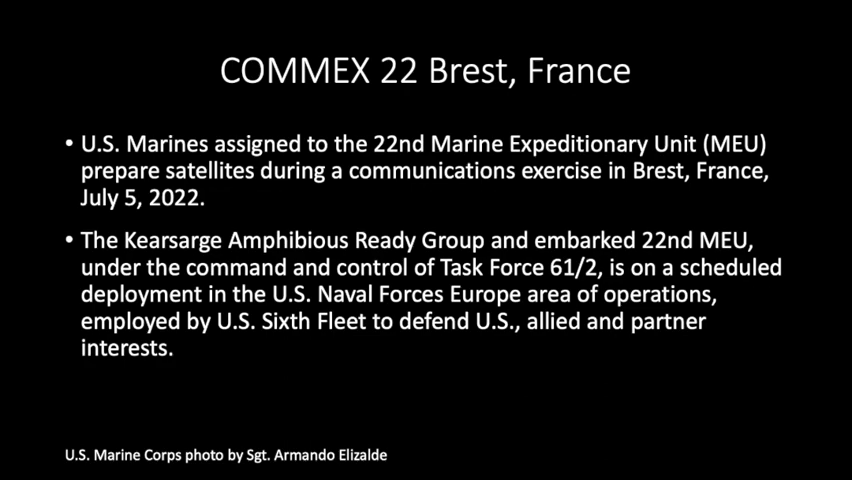 COMMEX 22 Brest, France
• U.S. Marines assigned to the 22nd Marine Expeditionary Unit (MEU)
prepare satellites during a communications exercise in Brest, France,
July 5, 2022.
• The Kearsarge Amphibious Ready Group and embarked 22nd MEU,
under the command and control of Task Force 61/2, is on a scheduled
deployment in the U.S. Naval Forces Europe area of operations,
employed by U.S. Sixth Fleet to defend U.S., allied and partner
interests.
U.S. Marine Corps photo by Sgt. Armando Elizalde